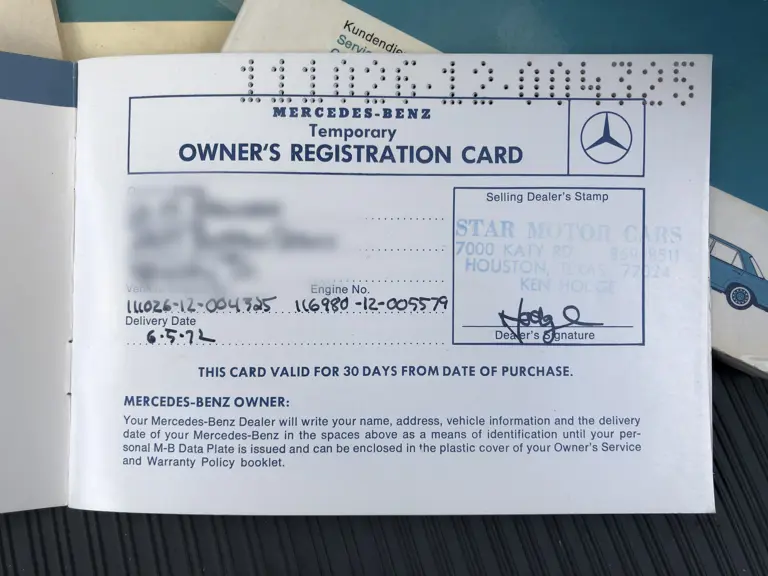 Kundendie
Servi
111026-12-004325
MERCEDES-BENZ
Temporary
OWNER'S REGISTRATION CARD
Selling Dealer's Stamp
STAR MOTOR CARS
7000 KATY RD
HOUSTON, TEXAS 77024
KEN HODGE
Engine No.
111026-12-004325 116980-12-005579
Delivery Date
6-5-72
Dealer's Signature
THIS CARD VALID FOR 30 DAYS FROM DATE OF PURCHASE.
MERCEDES-BENZ OWNER:
Your Mercedes-Benz Dealer will write your name, address, vehicle information and the delivery
date of your Mercedes-Benz in the spaces above as a means of identification until your per-
sonal M-B Data Plate is issued and can be enclosed in the plastic cover of your Owner's Service
and Warranty Policy booklet.